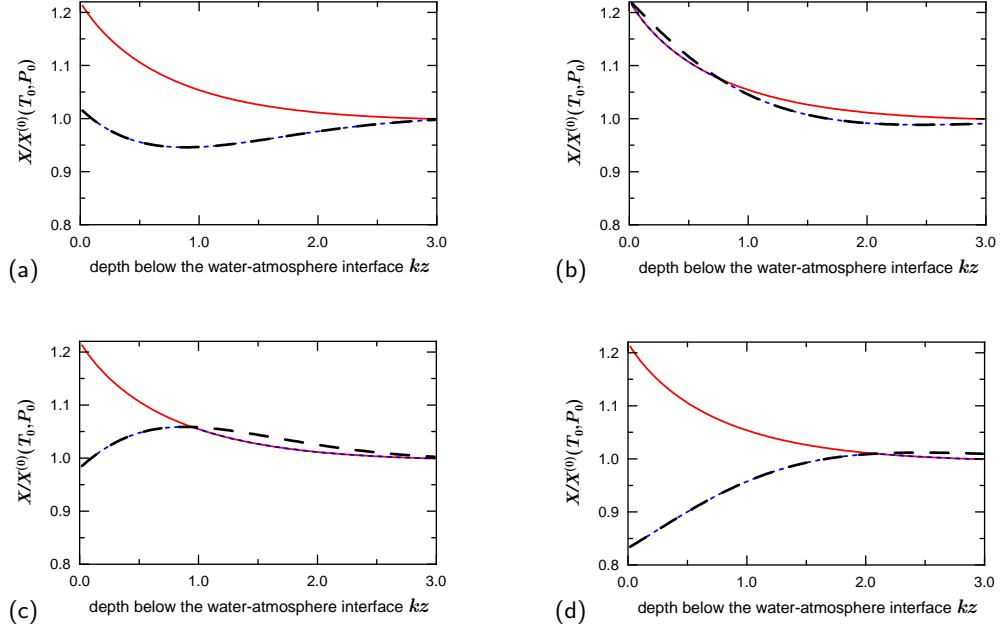 1.2
1.1
1.0
0.9
0.8
X/X⁽⁰⁾(T₀,P₀)
0.0 1.0 2.0 3.0
(a) depth below the water-atmosphere interface kz
1.2
1.1
1.0
0.9
0.8
X/X⁽⁰⁾(T₀,P₀)
0.0 1.0 2.0 3.0
(b) depth below the water-atmosphere interface kz
1.2
1.1
1.0
0.9
0.8
X/X⁽⁰⁾(T₀,P₀)
0.0 1.0 2.0 3.0
(c) depth below the water-atmosphere interface kz
1.2
1.1
1.0
0.9
0.8
X/X⁽⁰⁾(T₀,P₀)
0.0 1.0 2.0 3.0
(d) depth below the water-atmosphere interface kz